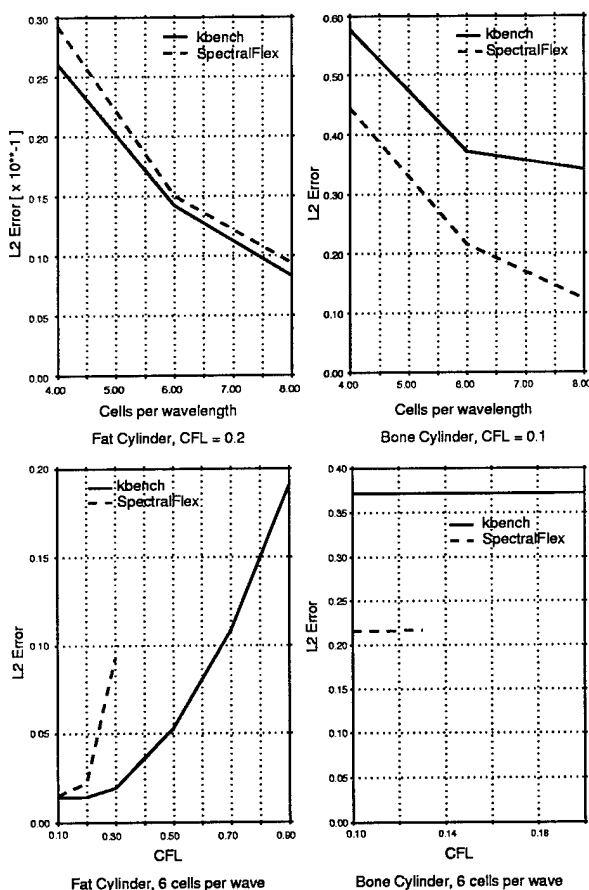 0.30
0.25
0.20
0.15
0.10
0.05
0.00
L2 Error [ x 10**-1 ]
kbench
SpectralFlex
4.00 5.00 6.00 7.00 8.00
Cells per wavelength
Fat Cylinder, CFL = 0.2
0.60
0.50
0.40
0.30
0.20
0.10
0.00
L2 Error
kbench
SpectralFlex
4.00 5.00 6.00 7.00 8.00
Cells per wavelength
Bone Cylinder, CFL = 0.1
0.20
0.15
0.10
0.05
0.00
L2 Error
kbench
SpectralFlex
0.10 0.30 0.50 0.70 0.90
CFL
Fat Cylinder, 6 cells per wave
0.40
0.35
0.30
0.25
0.20
0.15
0.10
0.05
0.00
L2 Error
kbench
SpectralFlex
0.10 0.14 0.18
CFL
Bone Cylinder, 6 cells per wave